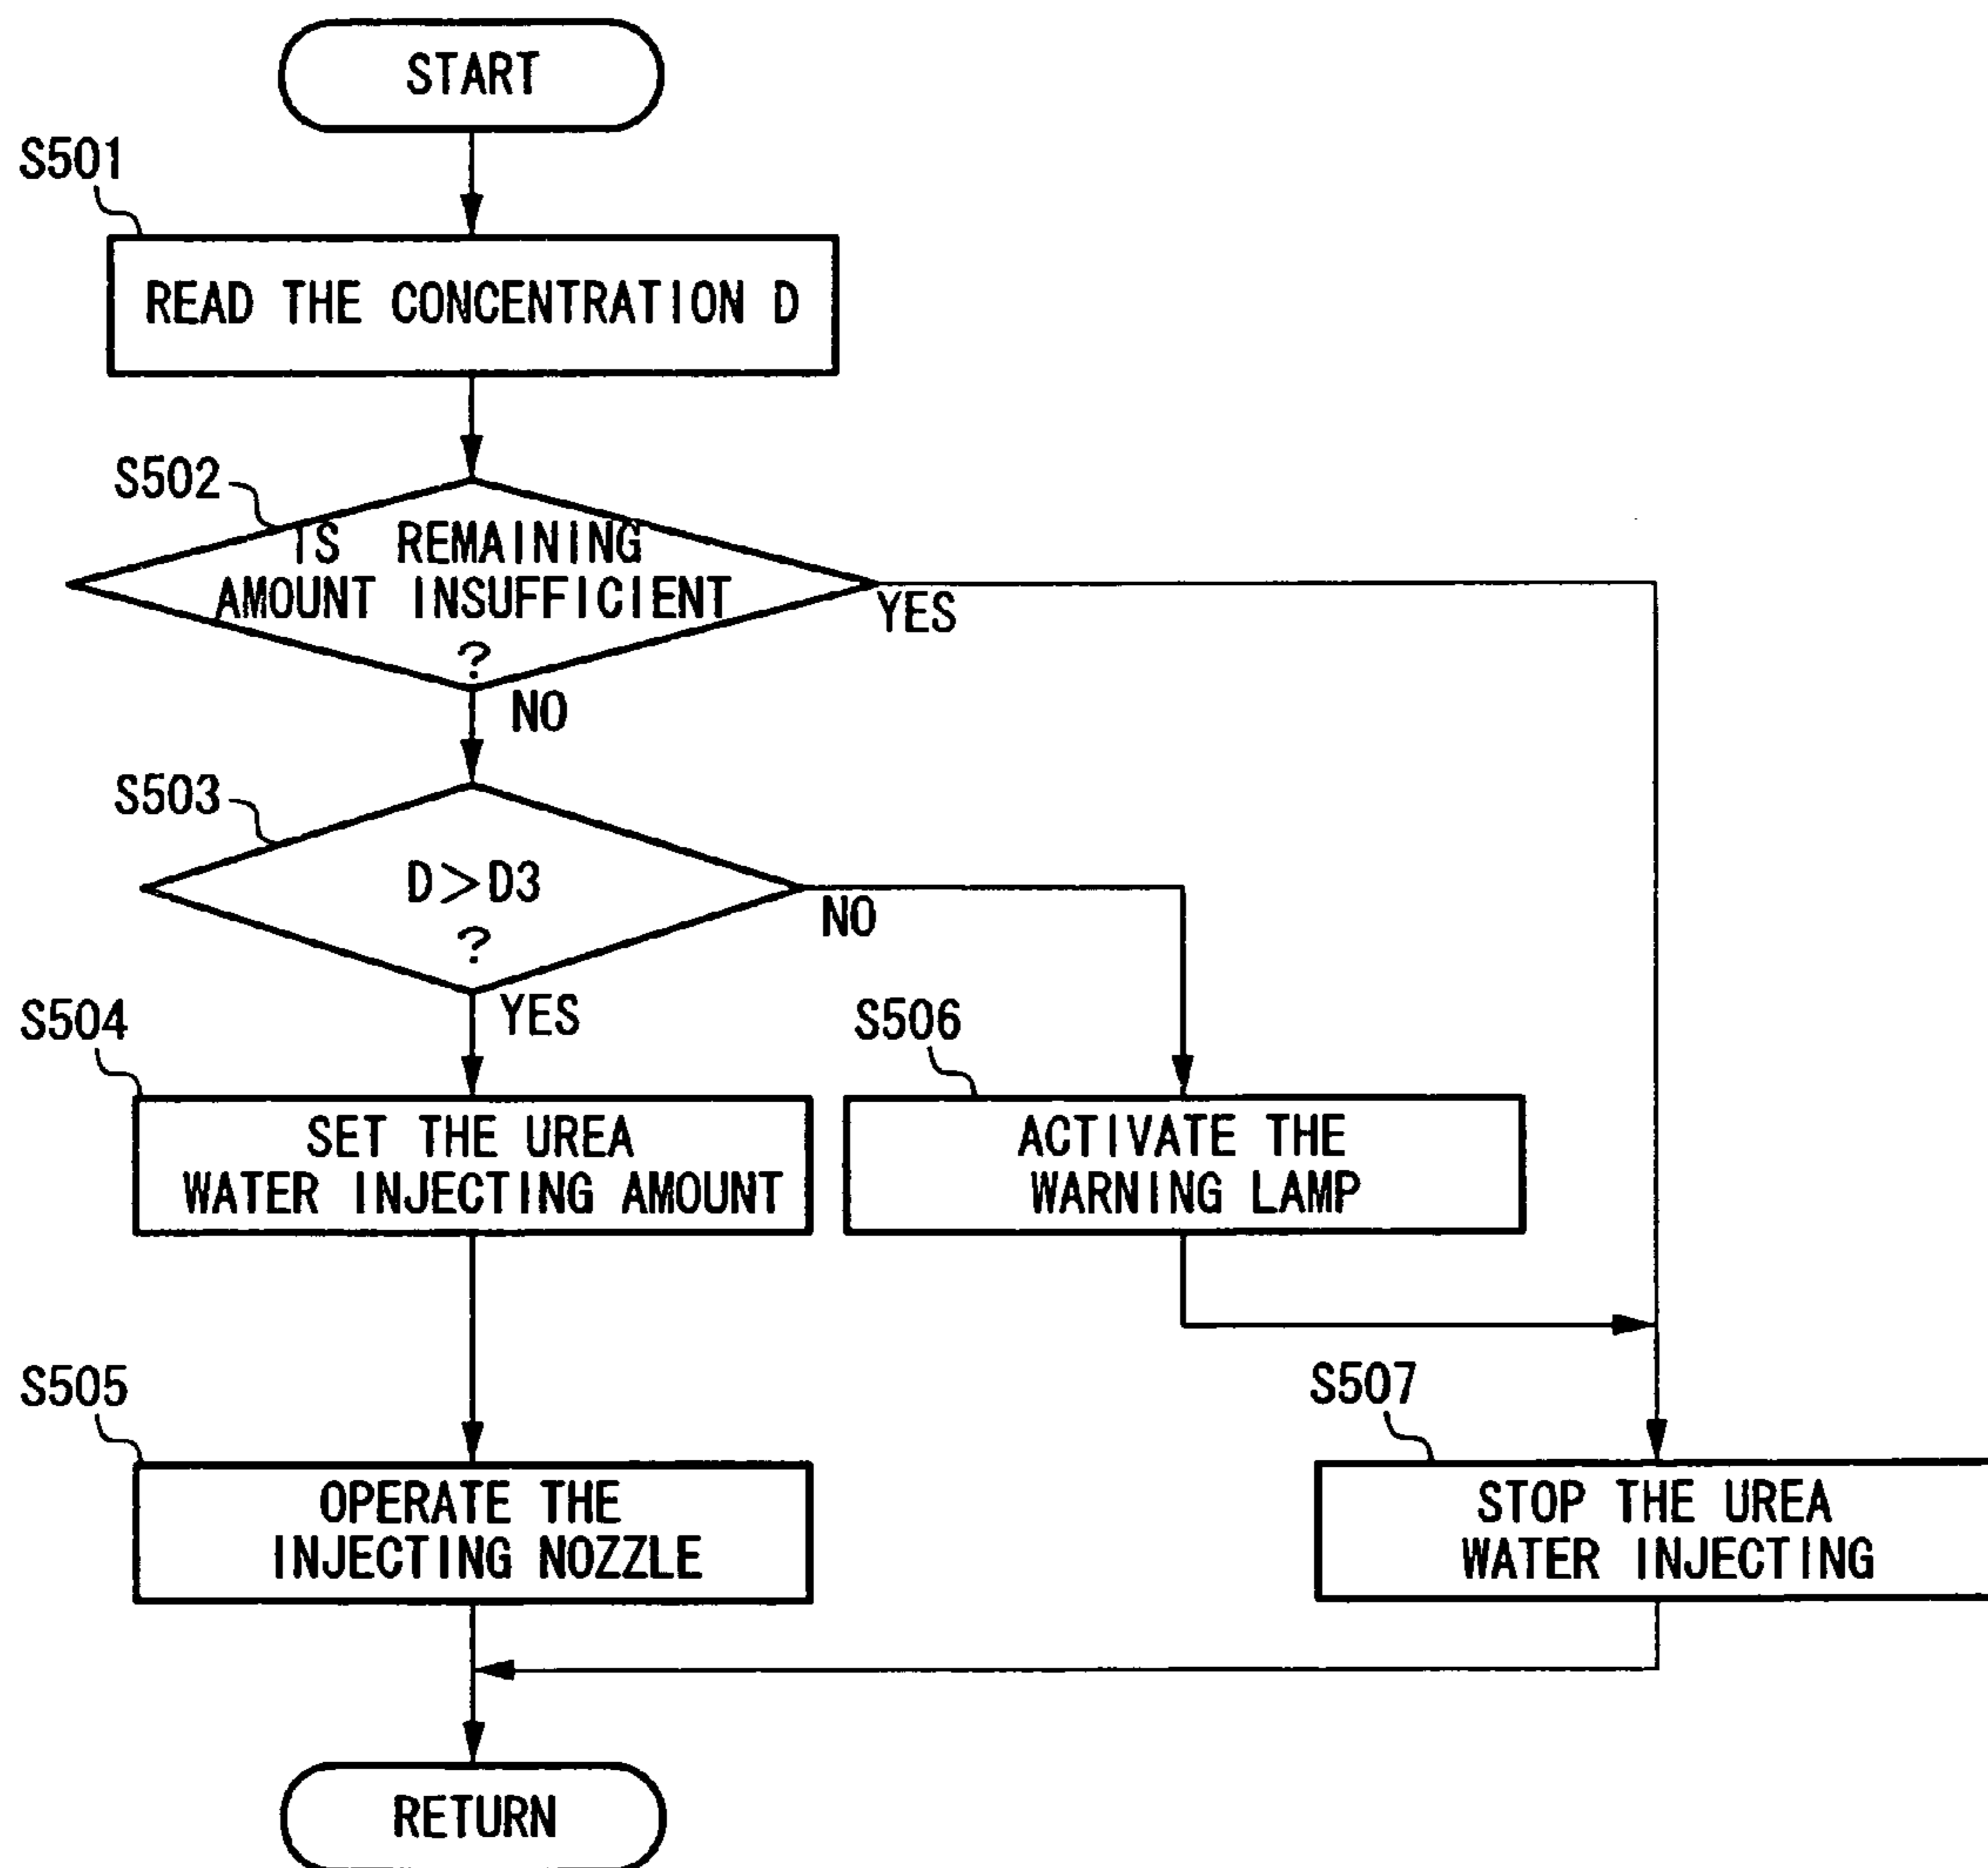 START
S501
READ THE CONCENTRATION D
S502
IS REMAINING
AMOUNT INSUFFICIENT
?
YES
NO
S503
D>D3
?
NO
YES
S504
SET THE UREA
WATER INJECTING AMOUNT
S506
ACTIVATE THE
WARNING LAMP
S505
OPERATE THE
INJECTING NOZZLE
S507
STOP THE UREA
WATER INJECTING
RETURN